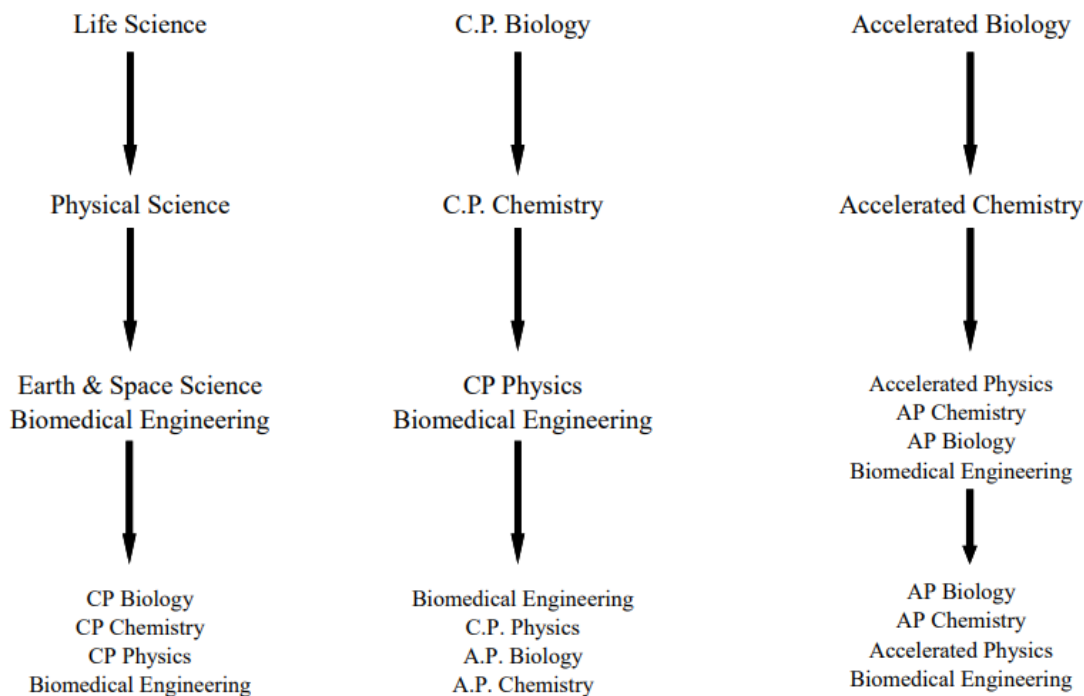 Life Science
C.P. Biology
Accelerated Biology
Physical Science
C.P. Chemistry
Accelerated Chemistry
Earth & Space Science
Biomedical Engineering
CP Physics
Biomedical Engineering
Accelerated Physics
AP Chemistry
AP Biology
Biomedical Engineering
CP Biology
CP Chemistry
CP Physics
Biomedical Engineering
Biomedical Engineering
C.P. Physics
A.P. Biology
A.P. Chemistry
AP Biology
AP Chemistry
Accelerated Physics
Biomedical Engineering